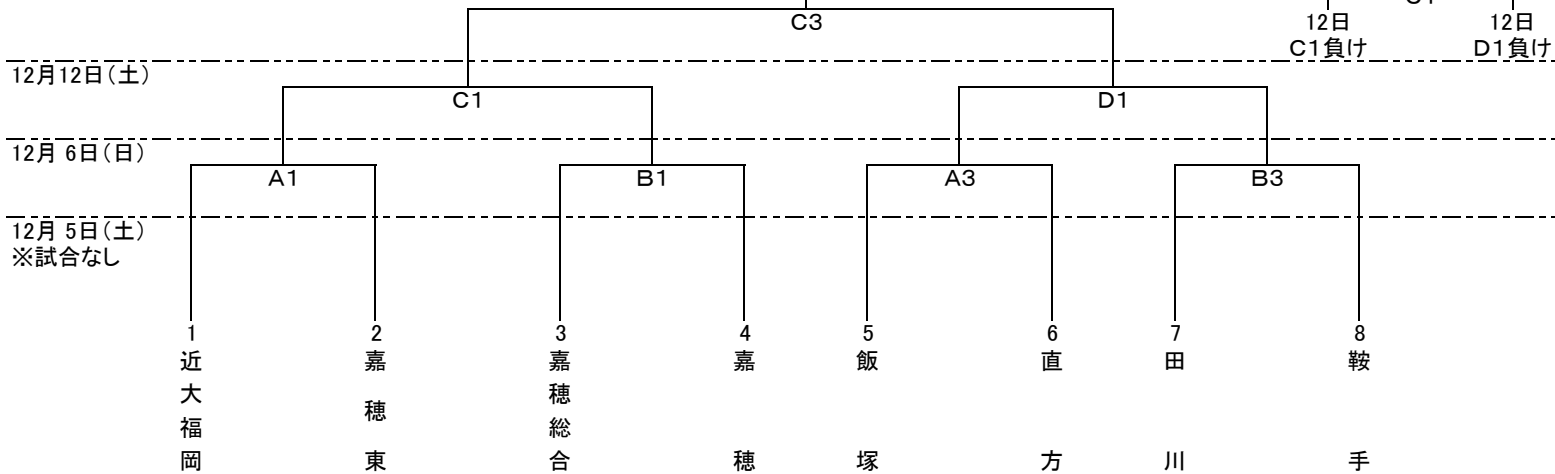 C3
12日
C1負け
12日
D1負け
12月12日(土)
C1
D1
12月 6日(日)
A1
B1
A3
B3
12月 5日(土)
※試合なし
1
2
3
4
5
6
7
8
近大福岡
嘉穂東
嘉穂総合
嘉穂
飯塚
直方
田川
鞍手